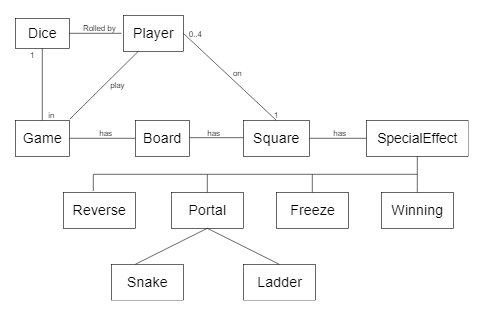 Dice
Rolled by
Player
0..4
1
on
play
in
1
Game
has
Board
has
Square
has
SpecialEffect
Reverse
Portal
Freeze
Winning
Snake
Ladder